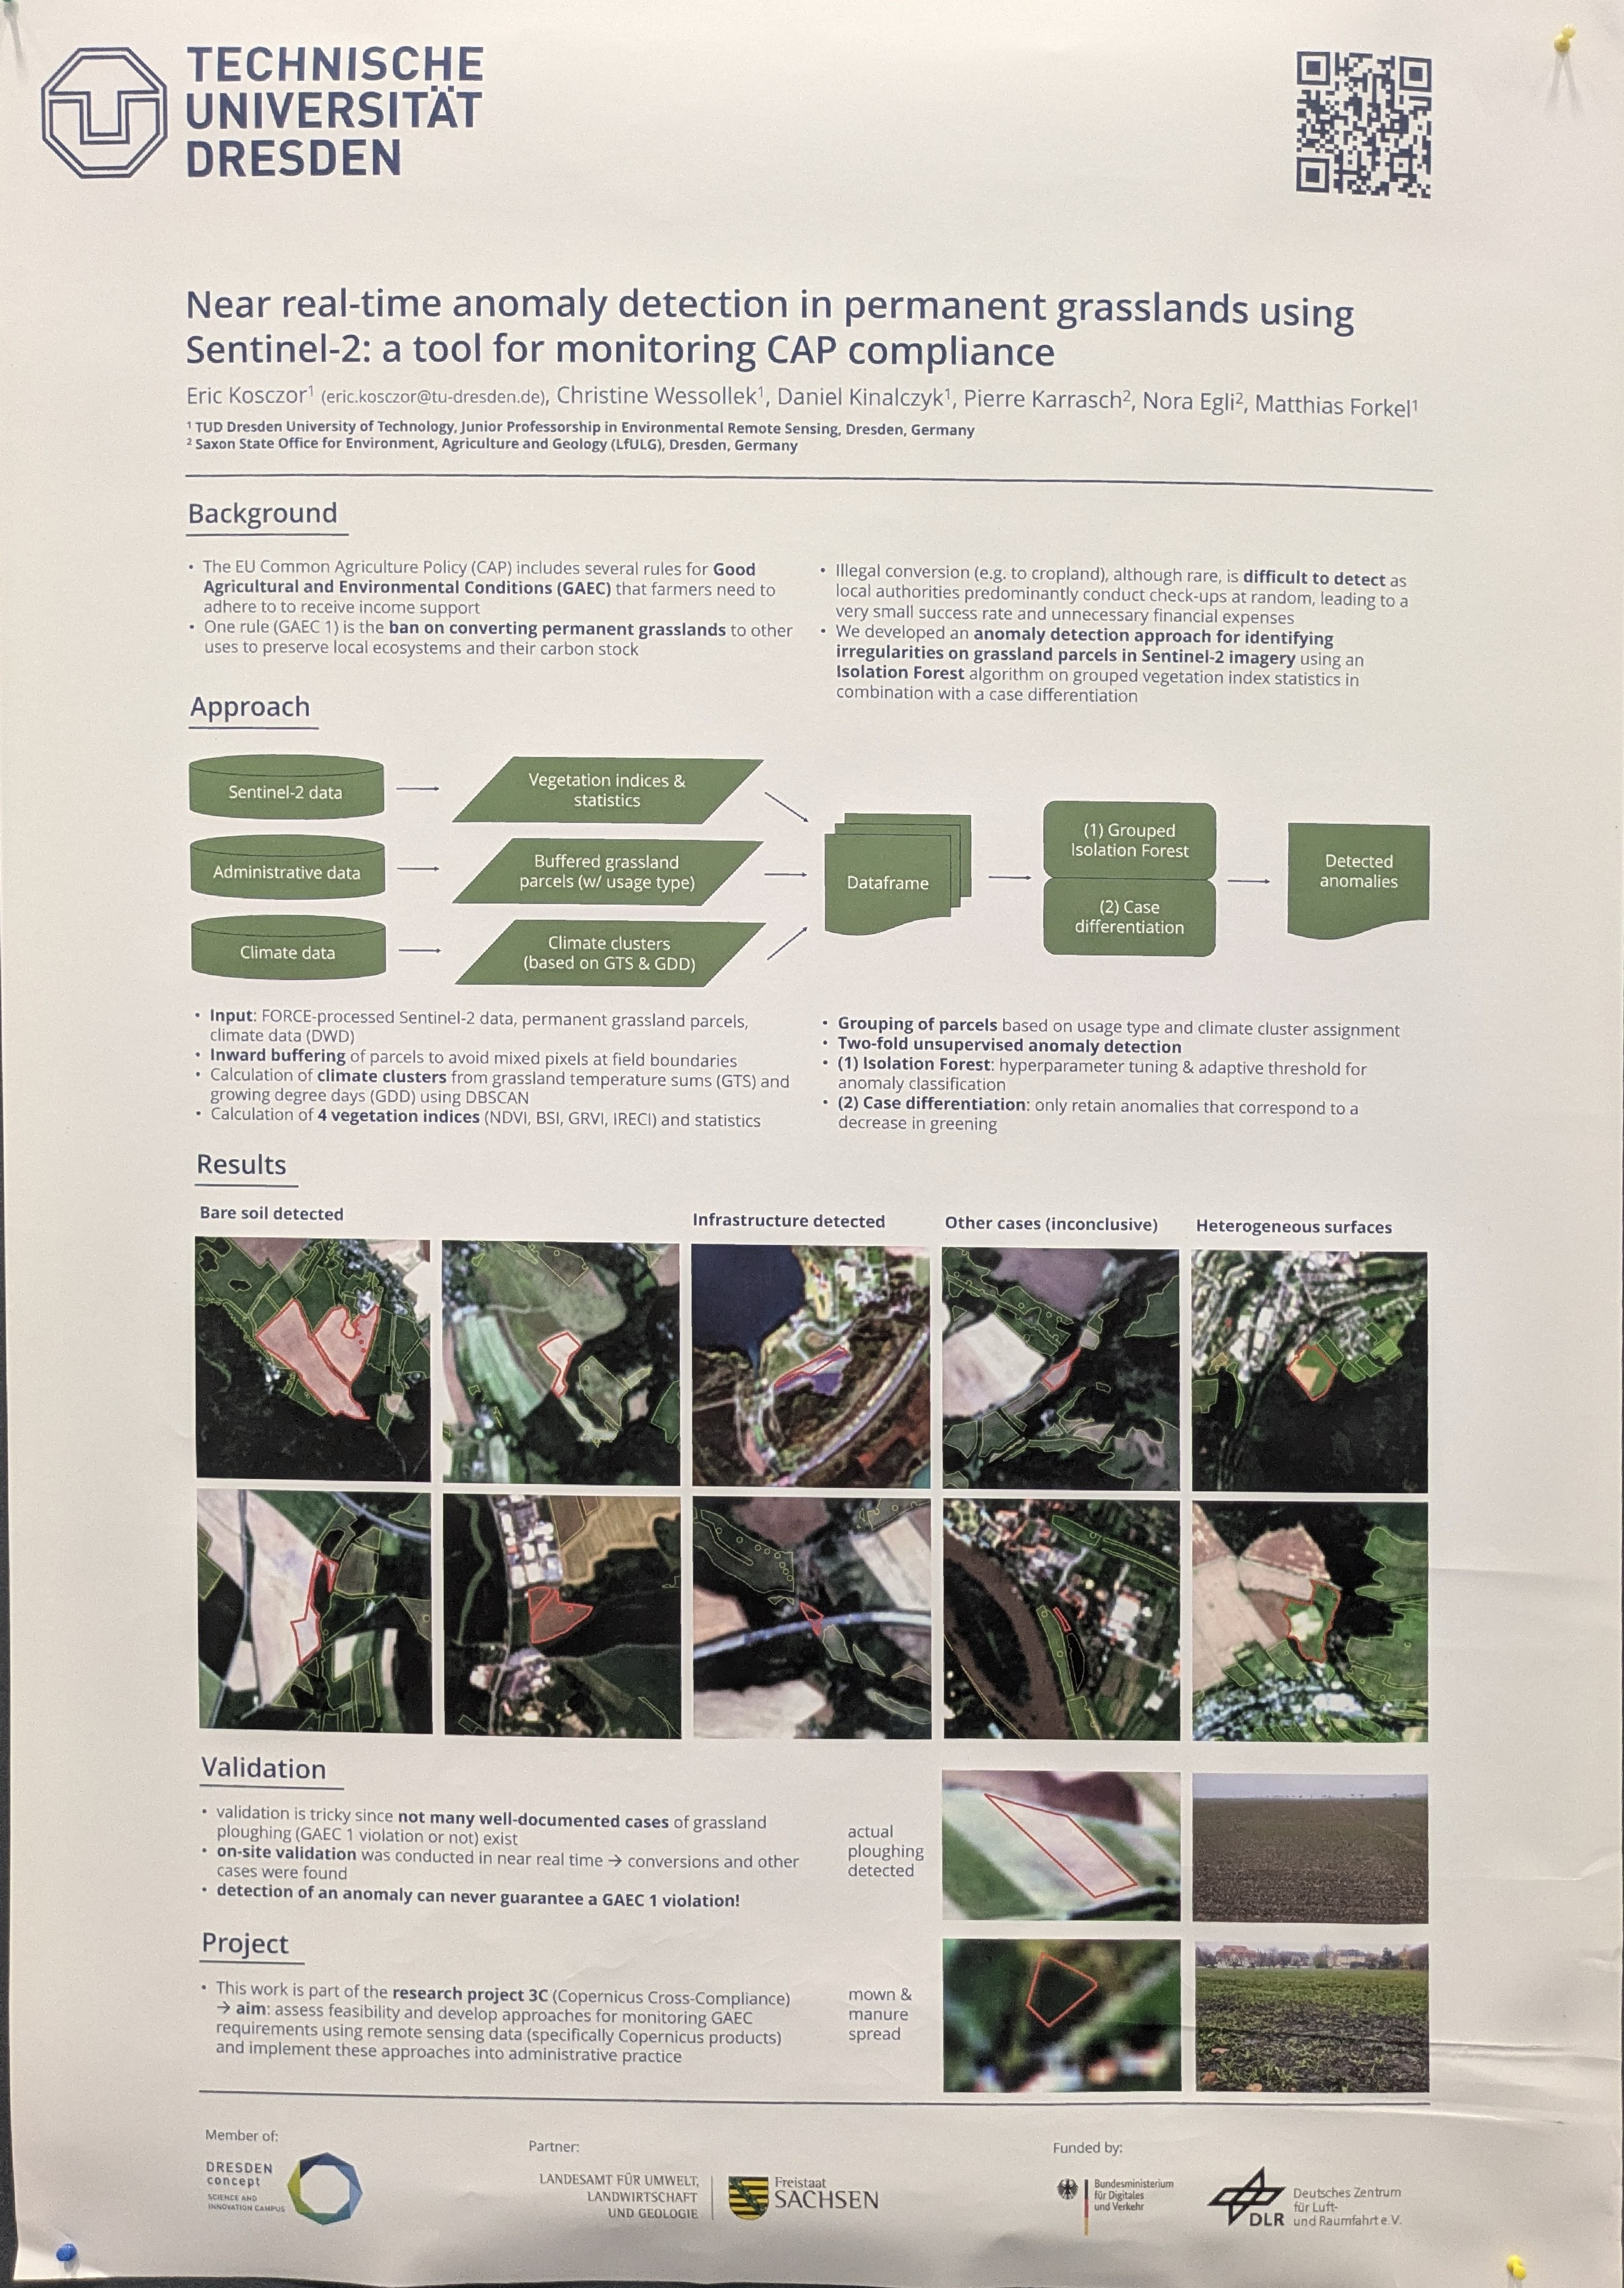 TECHNISCHE
UNIVERSITÄT
DRESDEN
Near real-time anomaly detection in permanent grasslands using
Sentinel-2: a tool for monitoring CAP compliance
Eric Kosczor¹ (eric.kosczor@tu-dresden.de), Christine Wessollek¹, Daniel Kinalczyk¹, Pierre Karrasch², Nora Egli², Matthias Forkel¹
¹ TUD Dresden University of Technology, Junior Professorship in Environmental Remote Sensing, Dresden, Germany
² Saxon State Office for Environment, Agriculture and Geology (LfULG), Dresden, Germany
Background
• The EU Common Agriculture Policy (CAP) includes several rules for Good
Agricultural and Environmental Conditions (GAEC) that farmers need to
adhere to to receive income support
• One rule (GAEC 1) is the ban on converting permanent grasslands to other
uses to preserve local ecosystems and their carbon stock
• Illegal conversion (e.g. to cropland), although rare, is difficult to detect as
local authorities predominantly conduct check-ups at random, leading to a
very small success rate and unnecessary financial expenses
• We developed an anomaly detection approach for identifying
irregularities on grassland parcels in Sentinel-2 imagery using an
Isolation Forest algorithm on grouped vegetation index statistics in
combination with a case differentiation
Approach
Sentinel-2 data
Vegetation indices &
statistics
Administrative data
Buffered grassland
parcels (w/ usage type)
Climate data
Climate clusters
(based on GTS & GDD)
Dataframe
(1) Grouped
Isolation Forest
(2) Case
differentiation
Detected
anomalies
• Input: FORCE-processed Sentinel-2 data, permanent grassland parcels,
climate data (DWD)
• Inward buffering of parcels to avoid mixed pixels at field boundaries
• Calculation of climate clusters from grassland temperature sums (GTS) and
growing degree days (GDD) using DBSCAN
• Calculation of 4 vegetation indices (NDVI, BSI, GRVI, IRECI) and statistics
• Grouping of parcels based on usage type and climate cluster assignment
• Two-fold unsupervised anomaly detection
• (1) Isolation Forest: hyperparameter tuning & adaptive threshold for
anomaly classification
• (2) Case differentiation: only retain anomalies that correspond to a
decrease in greening
Results
Bare soil detected
Infrastructure detected
Other cases (inconclusive)
Heterogeneous surfaces
Validation
• validation is tricky since not many well-documented cases of grassland
ploughing (GAEC 1 violation or not) exist
• on-site validation was conducted in near real time → conversions and other
cases were found
• detection of an anomaly can never guarantee a GAEC 1 violation!
actual
ploughing
detected
Project
• This work is part of the research project 3C (Copernicus Cross-Compliance)
→ aim: assess feasibility and develop approaches for monitoring GAEC
requirements using remote sensing data (specifically Copernicus products)
and implement these approaches into administrative practice
mown &
manure
spread
Member of:
DRESDEN
concept
SCIENCE AND
INNOVATION CAMPUS
Partner:
LANDESAMT FÜR UMWELT,
LANDWIRTSCHAFT
UND GEOLOGIE
Freistaat
SACHSEN
Funded by:
Bundesministerium
für Digitales
und Verkehr
DLR
Deutsches Zentrum
für Luft-
und Raumfahrt e.V.